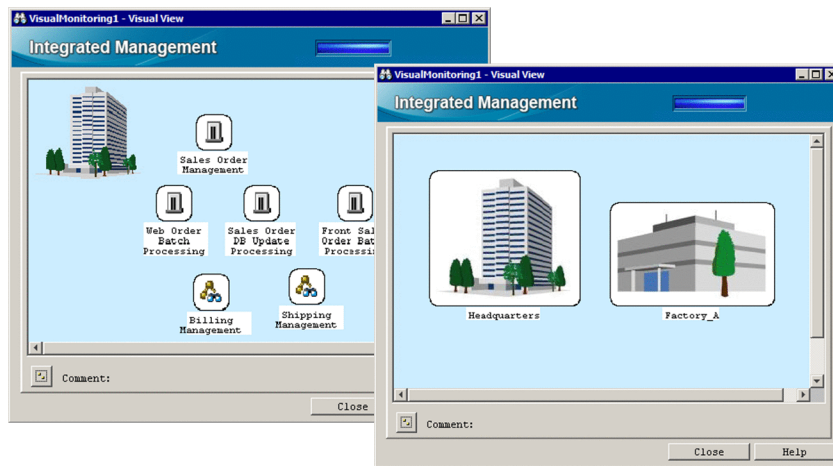 VisualMonitoring1 - Visual View
Integrated Management
Sales Order
Management
Web Order
Batch
Processing
Sales Order
DB Update
Processing
Front Sal
Order Bat
Processi
Billing
Management
Shipping
Management
Comment:
Close
VisualMonitoring1 - Visual View
Integrated Management
Headquarters
Factory_A
Comment:
Close
Help